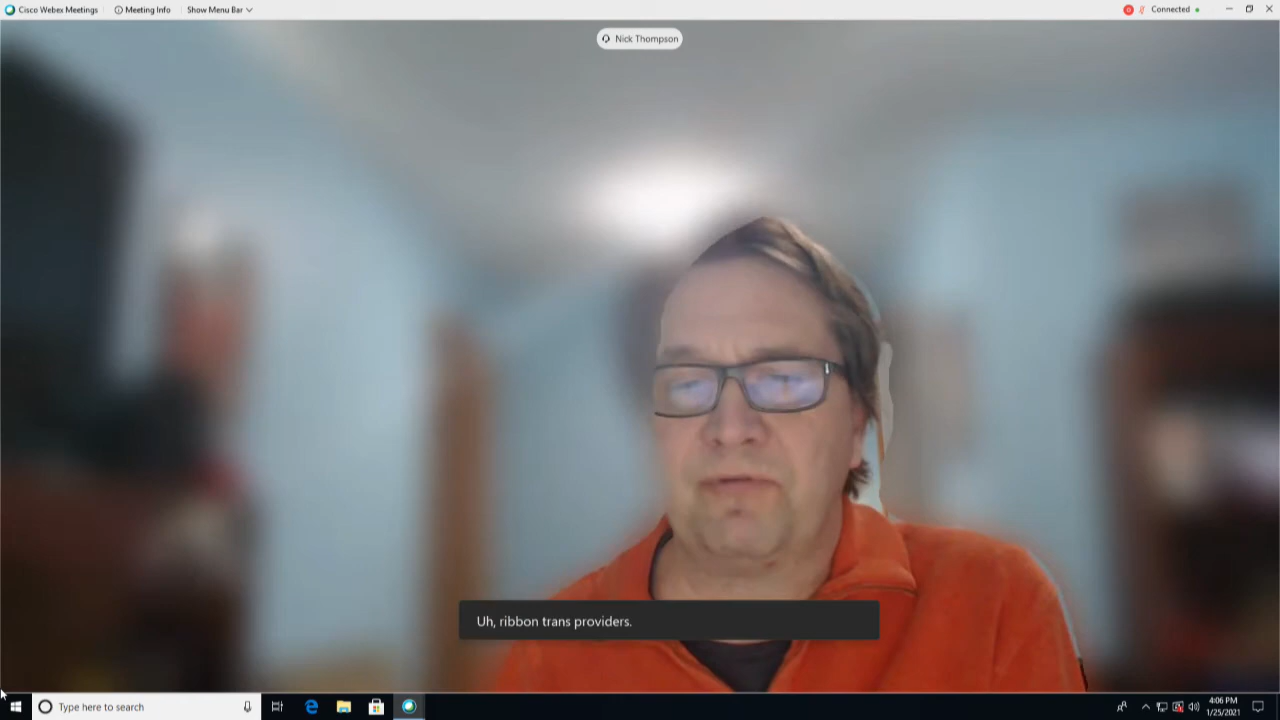 Cisco Webex Meetings
Meeting Info
Show Menu Bar
Connected
Nick Thompson
Uh, ribbon trans providers.
Type here to search
4:06 PM
1/25/2021